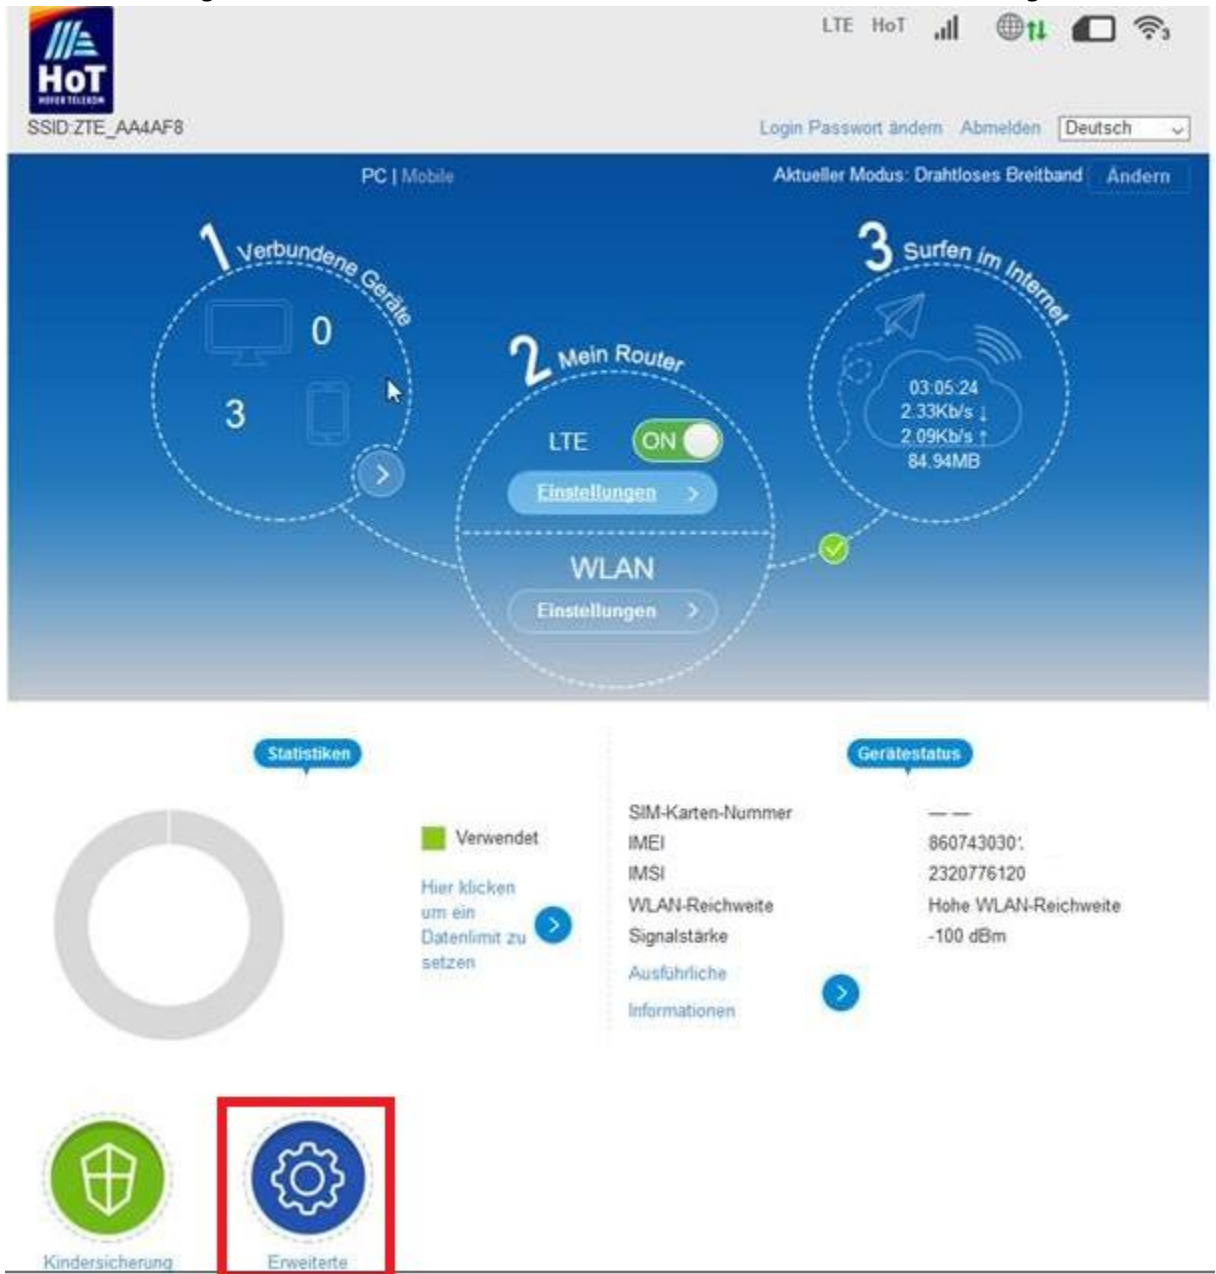 LTE HoT
3
HoT
HOFER TELEKOM
SSID:ZTE_AA4AF8
Login Passwort ändern Abmelden Deutsch
PC | Mobile
Aktueller Modus: Drahtloses Breitband Ändern
1 Verbundene Geräte
0
3
2 Mein Router
LTE ON
Einstellungen
WLAN
Einstellungen
3 Surfen im Internet
03:05:24
2.33Kb/s ↓
2.09Kb/s ↑
84.94MB
Statistiken
Verwendet
Hier klicken
um ein
Datenlimit zu
setzen
Gerätestatus
SIM-Karten-Nummer — —
IMEI 860743030
IMSI 2320776120
WLAN-Reichweite Hohe WLAN-Reichweite
Signalstärke -100 dBm
Ausführliche
Informationen
Kindersicherung
Erweiterte